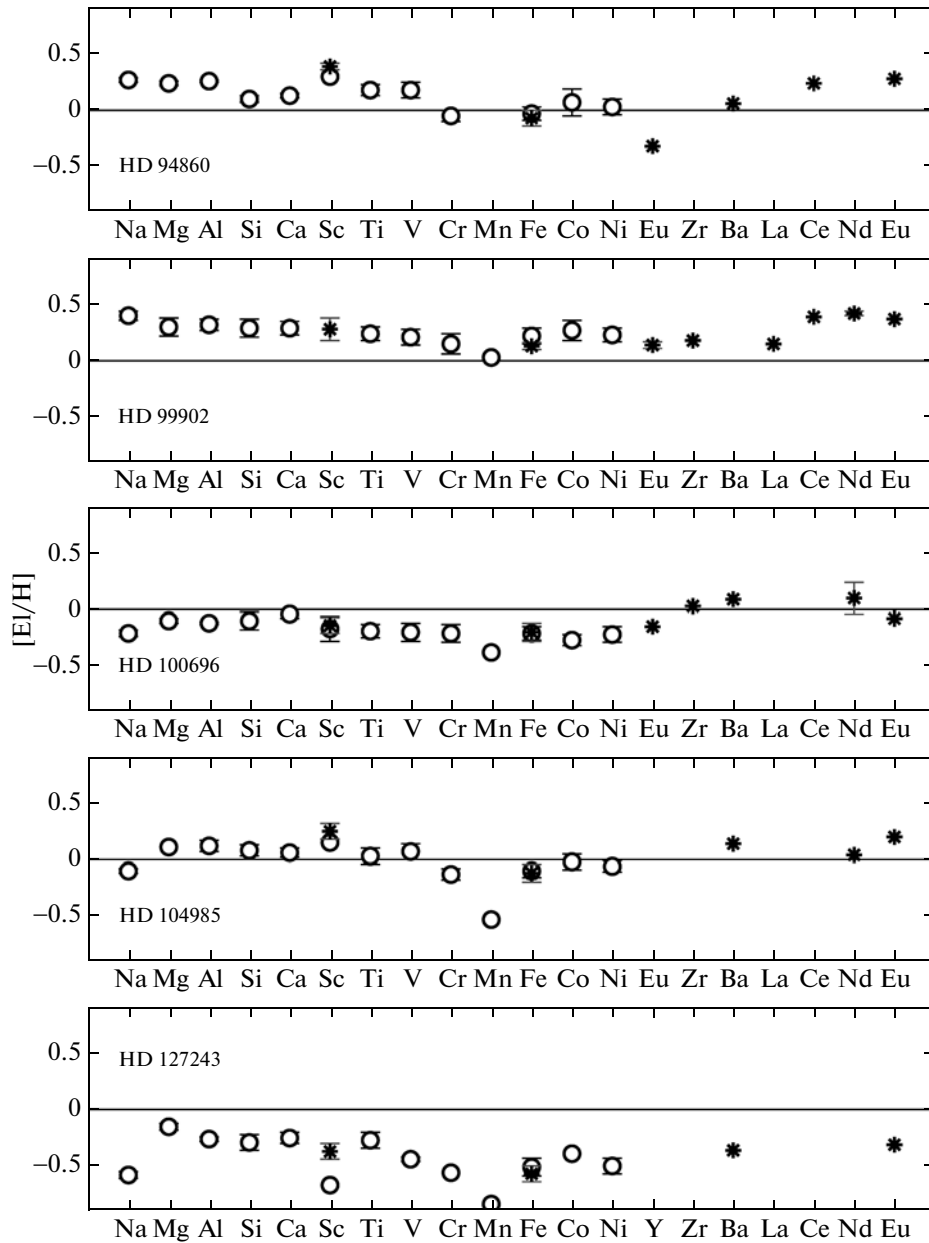 0.5
0
−0.5
HD 94860
Na Mg Al Si Ca Sc Ti V Cr Mn Fe Co Ni Eu Zr Ba La Ce Nd Eu
0.5
0
−0.5
HD 99902
Na Mg Al Si Ca Sc Ti V Cr Mn Fe Co Ni Eu Zr Ba La Ce Nd Eu
[El/H]
0.5
0
−0.5
HD 100696
Na Mg Al Si Ca Sc Ti V Cr Mn Fe Co Ni Eu Zr Ba La Ce Nd Eu
0.5
0
−0.5
HD 104985
Na Mg Al Si Ca Sc Ti V Cr Mn Fe Co Ni Eu Zr Ba La Ce Nd Eu
0.5
HD 127243
0
−0.5
Na Mg Al Si Ca Sc Ti V Cr Mn Fe Co Ni Y Zr Ba La Ce Nd Eu